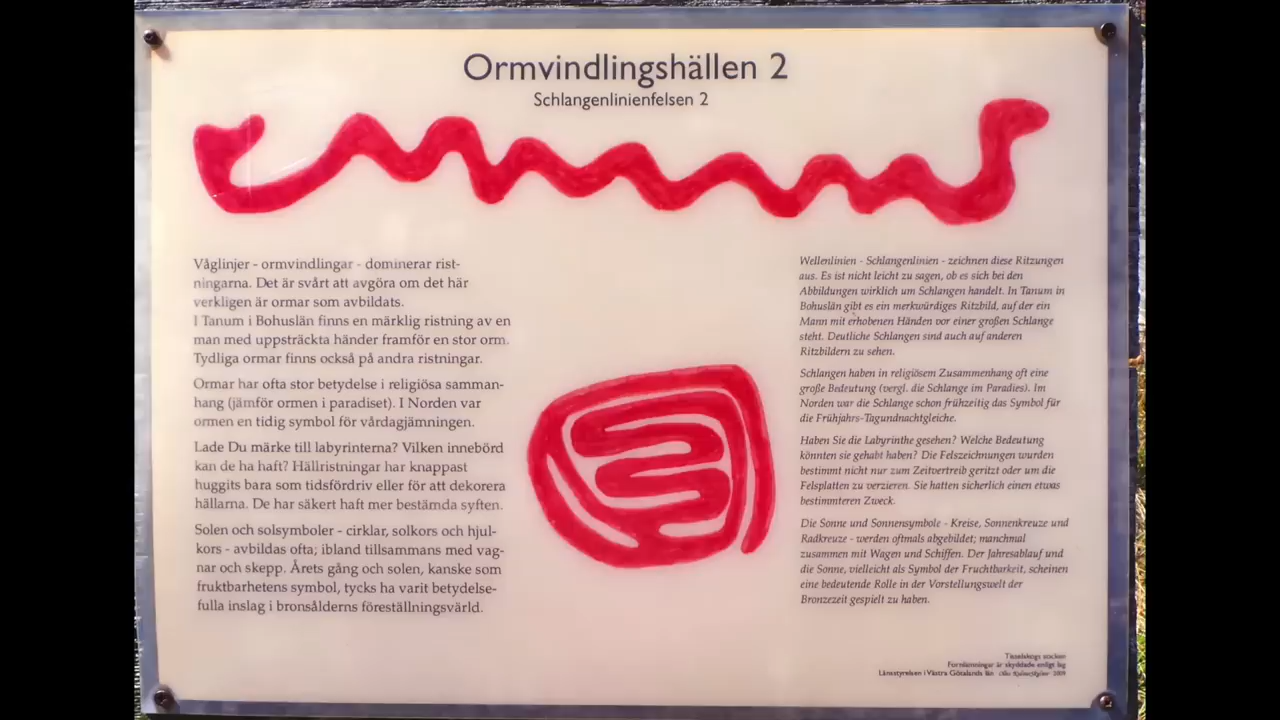 Ormvindlingshällen 2
Schlangenlinienfelsen 2
Våglinjer - ormvindlingar - dominerar rist-
ningarna. Det är svårt att avgöra om det här
verkligen är ormar som avbildats.
I Tanum i Bohuslän finns en märklig ristning av en
man med uppsträckta händer framför en stor orm.
Tydliga ormar finns också på andra ristningar.
Ormar har ofta stor betydelse i religiösa samman-
hang (jämför ormen i paradiset). I Norden var
ormen en tidig symbol för vårdagjämningen.
Lade Du märke till labyrinterna? Vilken innebörd
kan de ha haft? Hällristningar har knappast
huggits bara som tidsfördriv eller för att dekorera
hällarna. De har säkert haft mer bestämda syften.
Solen och solsymboler - cirklar, solkors och hjul-
kors - avbildas ofta; ibland tillsammans med vag-
nar och skepp. Årets gång och solen, kanske som
fruktbarhetens symbol, tycks ha varit betydelse-
fulla inslag i bronsålderns föreställningsvärld.
Wellenlinien - Schlangenlinien - zeichnen diese Ritzungen
aus. Es ist nicht leicht zu sagen, ob es sich bei den
Abbildungen wirklich um Schlangen handelt. In Tanum in
Bohuslän gibt es ein merkwürdiges Ritzbild, auf der ein
Mann mit erhobenen Händen vor einer großen Schlange
steht. Deutliche Schlangen sind auch auf anderen
Ritzbildern zu sehen.
Schlangen haben in religiösem Zusammenhang oft eine
große Bedeutung (vergl. die Schlange im Paradies). Im
Norden war die Schlange schon frühzeitig das Symbol für
die Frühjahrs-Tagundnachtgleiche.
Haben Sie die Labyrinthe gesehen? Welche Bedeutung
könnten sie gehabt haben? Die Felszeichnungen wurden
bestimmt nicht nur zum Zeitvertreib geritzt oder um die
Felsplatten zu verzieren. Sie hatten sicherlich einen etwas
bestimmteren Zweck.
Die Sonne und Sonnensymbole - Kreise, Sonnenkreuze und
Radkreuze - werden oftmals abgebildet; manchmal
zusammen mit Wagen und Schiffen. Der Jahresablauf und
die Sonne, vielleicht als Symbol der Fruchtbarkeit, scheinen
eine bedeutende Rolle in der Vorstellungswelt der
Bronzezeit gespielt zu haben.
Tisselskogs socken
Fornlämningar är skyddade enligt lag
Länsstyrelsen i Västra Götalands län